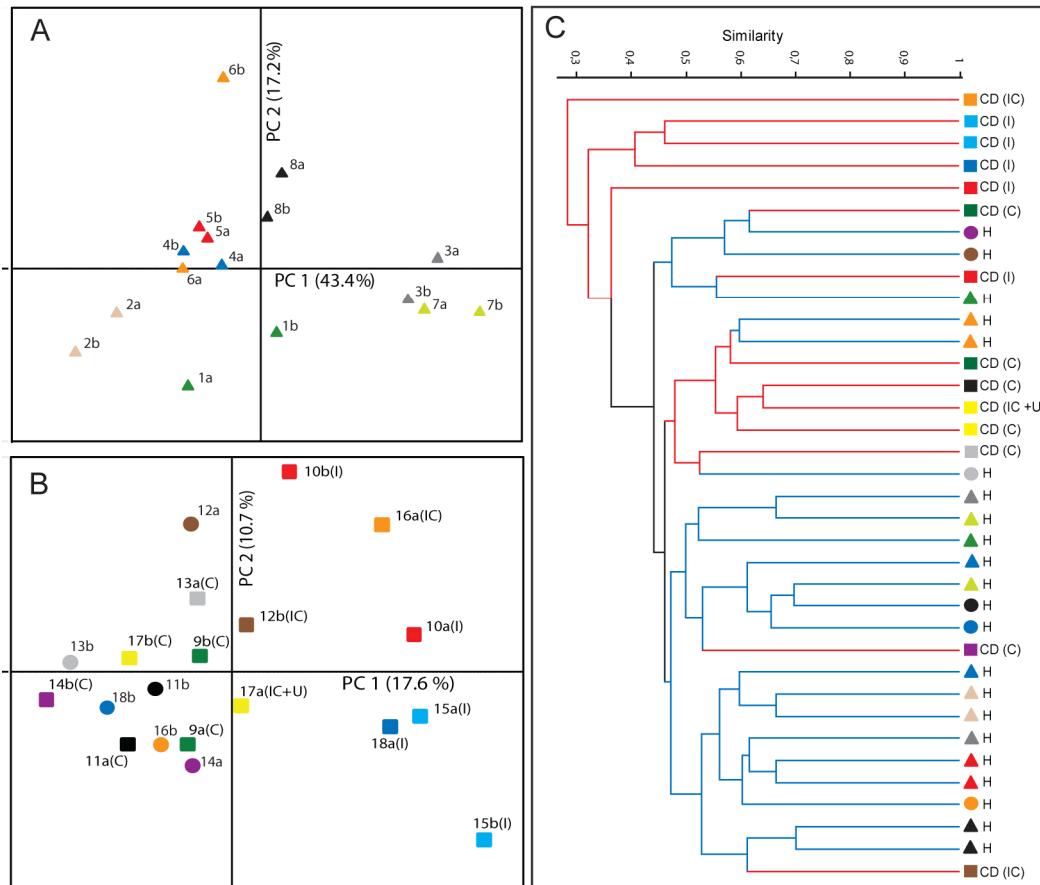 A
PC 2 (17.2%)
6b
8a
8b
5b
5a
4b
4a
6a
3a
PC 1 (43.4%)
3b
7a
7b
2a
2b
1b
1a
B
PC 2 (10.7 %)
10b(I)
12a
16a(IC)
13a(C)
12b(IC)
10a(I)
17b(C)
9b(C)
13b
PC 1 (17.6 %)
14b(C)
18b
11b
17a(IC+U)
15a(I)
18a(I)
16b
9a(C)
11a(C)
14a
15b(I)
C
Similarity
0,3 0,4 0,5 0,6 0,7 0,8 0,9 1
CD (IC)
CD (I)
CD (I)
CD (I)
CD (I)
CD (C)
H
H
CD (I)
H
H
H
CD (C)
CD (C)
CD (IC +U
CD (C)
CD (C)
H
H
H
H
H
H
H
H
CD (C)
H
H
H
H
H
H
H
H
H
CD (IC)